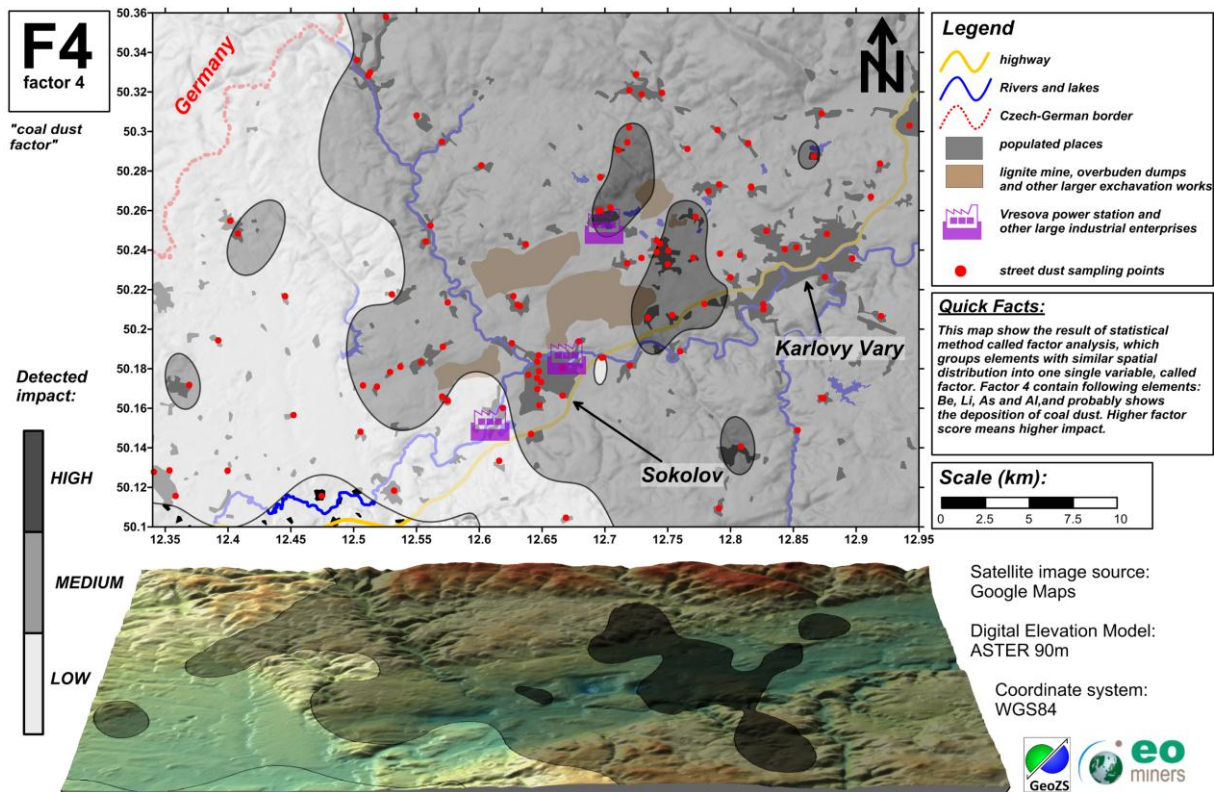 F4
factor 4
"coal dust
factor"
Detected
impact:
HIGH
MEDIUM
LOW
50.36
50.34
50.32
50.3
50.28
50.26
50.24
50.22
50.2
50.18
50.16
50.14
50.12
50.1
12.35 12.4 12.45 12.5 12.55 12.6 12.65 12.7 12.75 12.8 12.85 12.9 12.95
Germany
N
Karlovy Vary
Sokolov
Legend
highway
Rivers and lakes
Czech-German border
populated places
lignite mine, overbuden dumps
and other larger exchavation works
Vresova power station and
other large industrial enterprises
street dust sampling points
Quick Facts:
This map show the result of statistical
method called factor analysis, which
groups elements with similar spatial
distribution into one single variable, called
factor. Factor 4 contain following elements:
Be, Li, As and Al,and probably shows
the deposition of coal dust. Higher factor
score means higher impact.
Scale (km):
0 2.5 5 7.5 10
Satellite image source:
Google Maps
Digital Elevation Model:
ASTER 90m
Coordinate system:
WGS84
GeoZS
eo
miners